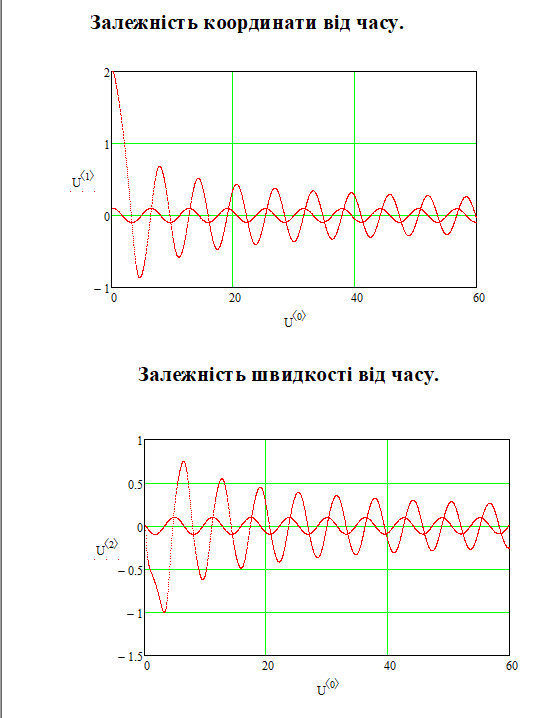 Залежність координати від часу.
2
1
U⟨1⟩
0
– 1
0 20 40 60
U⟨0⟩
Залежність швидкості від часу.
1
0.5
0
U⟨2⟩
– 0.5
– 1
– 1.5
0 20 40 60
U⟨0⟩